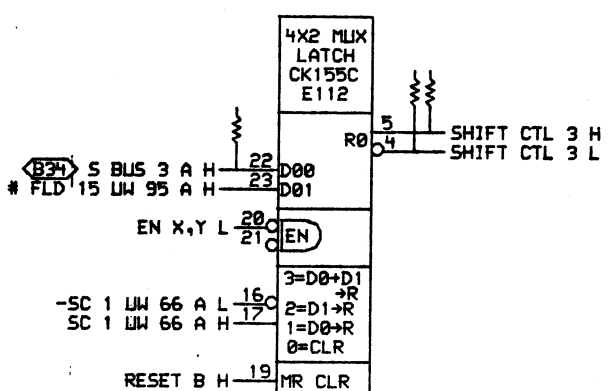 4X2 MUX
LATCH
CK155C
E112
5
R0
SHIFT CTL 3 H
4
SHIFT CTL 3 L
B34 S BUS 3 A H
22
D00
# FLD 15 UW 95 A H
23
D01
EN X,Y L
20
21
EN
3=D0+D1
→R
-SC 1 UW 66 A L
16
2=D1→R
SC 1 UW 66 A H
17
1=D0→R
0=CLR
RESET B H
19
MR CLR